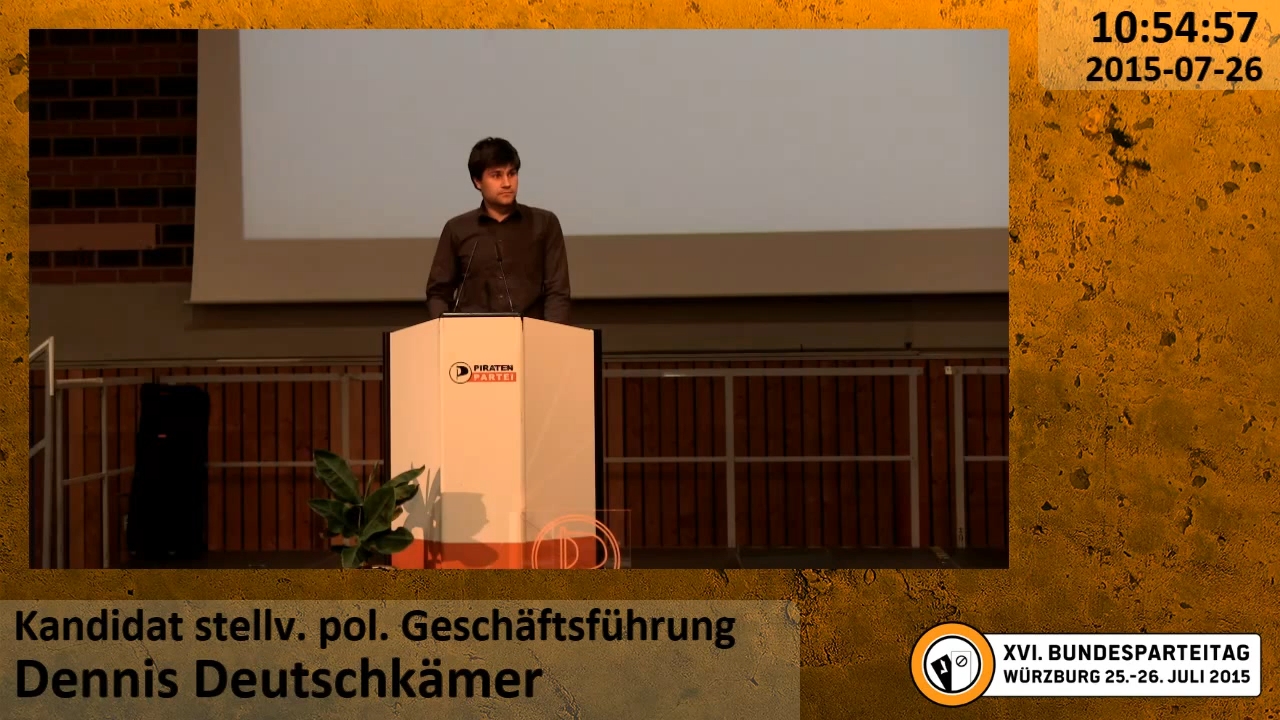 10:54:57
2015-07-26
PIRATEN
PARTEI
Kandidat stellv. pol. Geschäftsführung
Dennis Deutschkämer
XVI. BUNDESPARTEITAG
WÜRZBURG 25.-26. JULI 2015